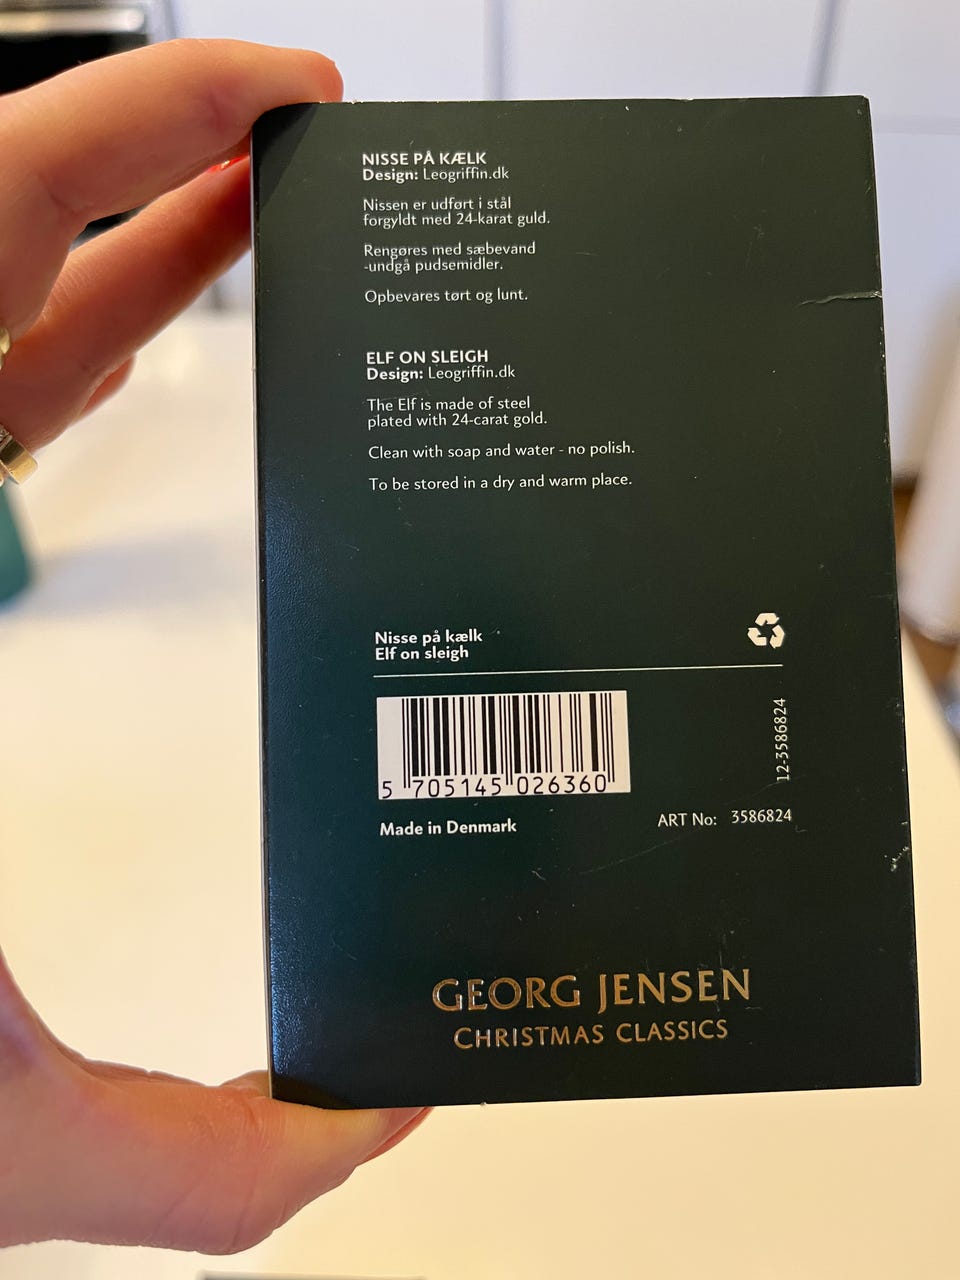 NISSE PÅ KÆLK
Design: Leogriffin.dk
Nissen er udført i stål
forgyldt med 24-karat guld.
Rengøres med sæbevand
-undgå pudsemidler.
Opbevares tørt og lunt.
ELF ON SLEIGH
Design: Leogriffin.dk
The Elf is made of steel
plated with 24-carat gold.
Clean with soap and water - no polish.
To be stored in a dry and warm place.
Nisse på kælk
Elf on sleigh
12-3586824
5 705145 026360
Made in Denmark
ART No: 3586824
GEORG JENSEN
CHRISTMAS CLASSICS